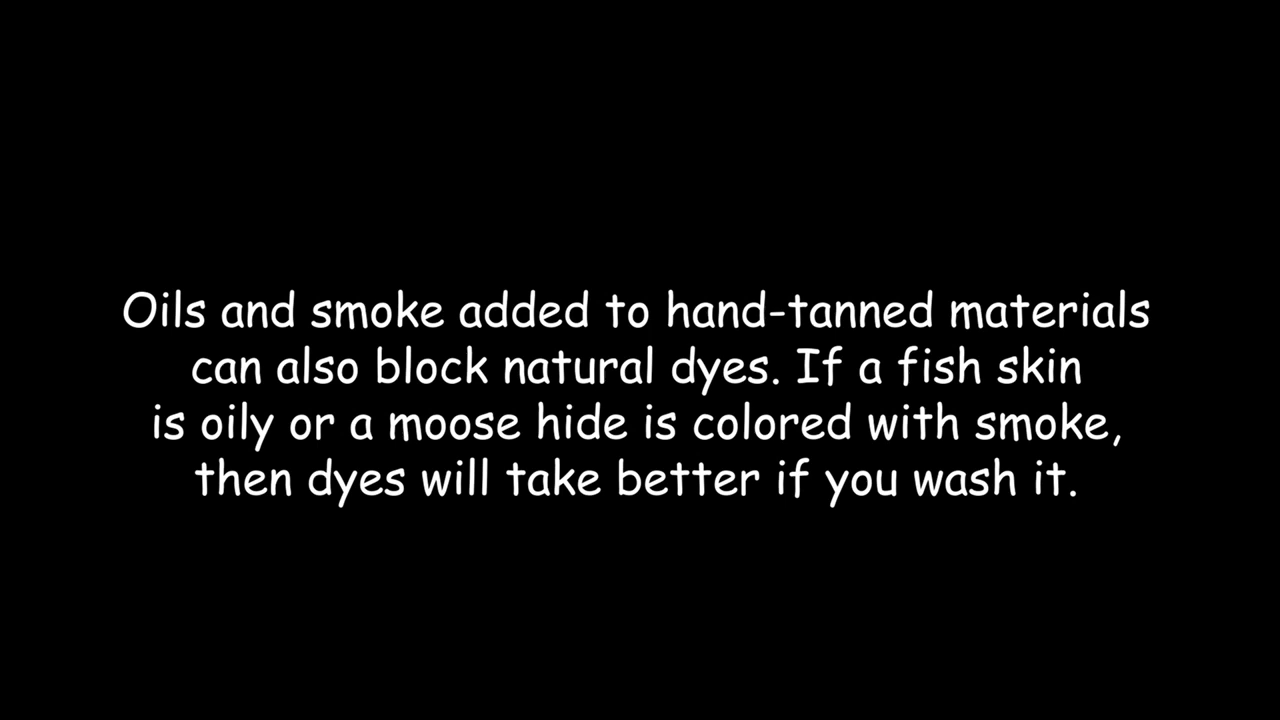 Oils and smoke added to hand-tanned materials
can also block natural dyes. If a fish skin
is oily or a moose hide is colored with smoke,
then dyes will take better if you wash it.